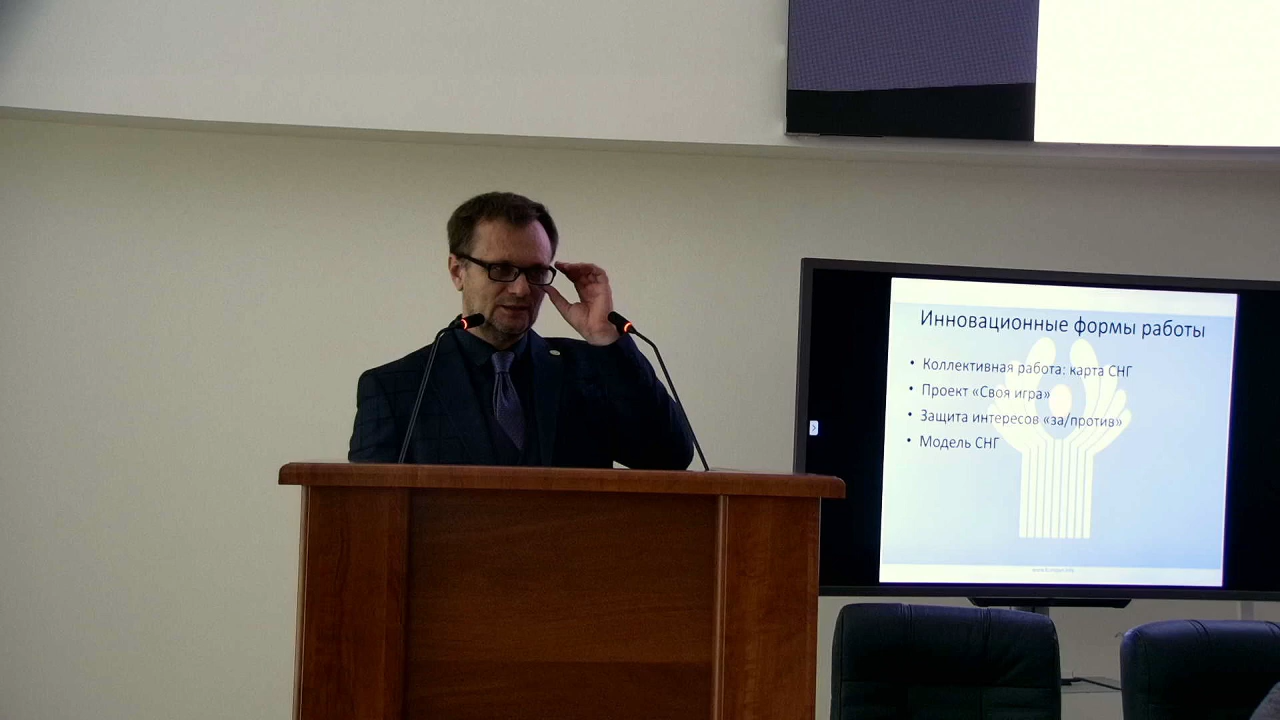 Инновационные формы работы
• Коллективная работа: карта СНГ
• Проект «Своя игра»
• Защита интересов «за/против»
• Модель СНГ